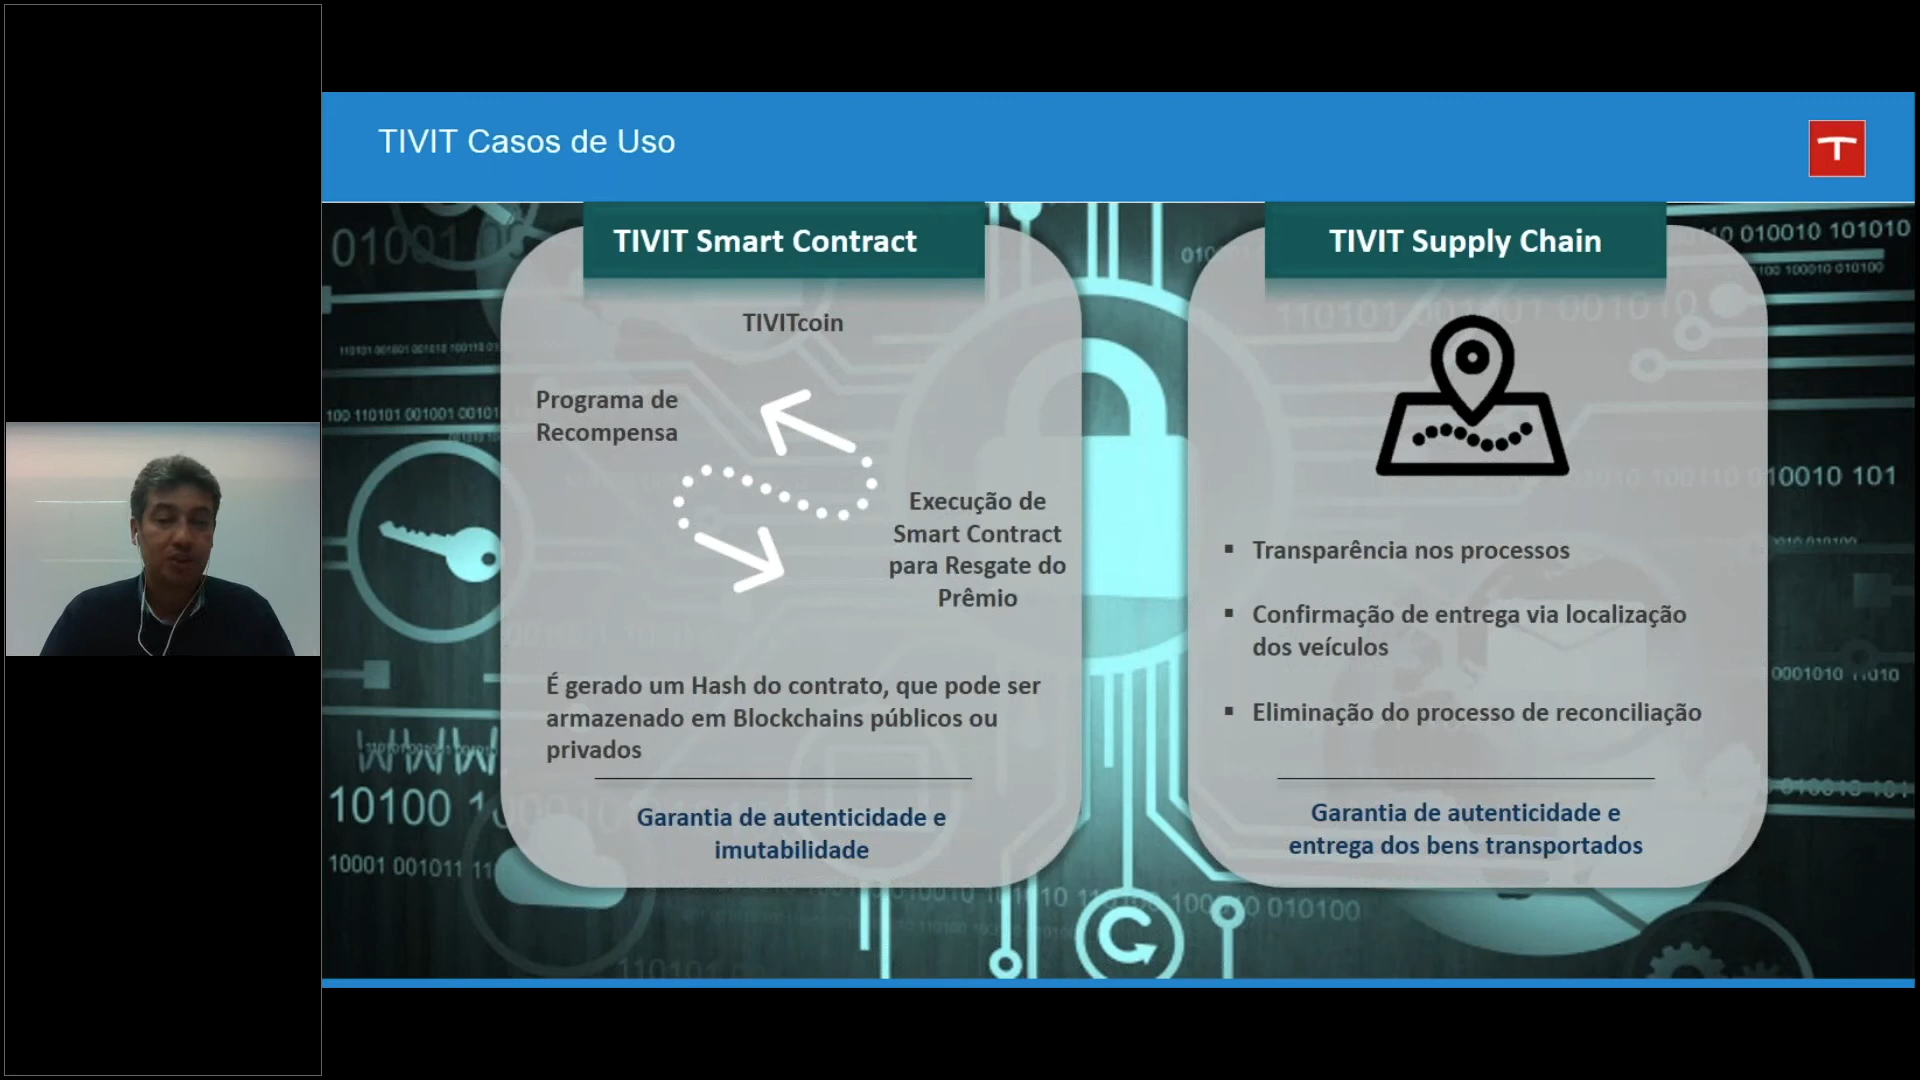 TIVIT Casos de Uso
TIVIT Smart Contract
TIVITcoin
Programa de
Recompensa
Execução de
Smart Contract
para Resgate do
Prêmio
É gerado um Hash do contrato, que pode ser
armazenado em Blockchains públicos ou
privados
Garantia de autenticidade e
imutabilidade
TIVIT Supply Chain
Transparência nos processos
Confirmação de entrega via localização
dos veículos
Eliminação do processo de reconciliação
Garantia de autenticidade e
entrega dos bens transportados